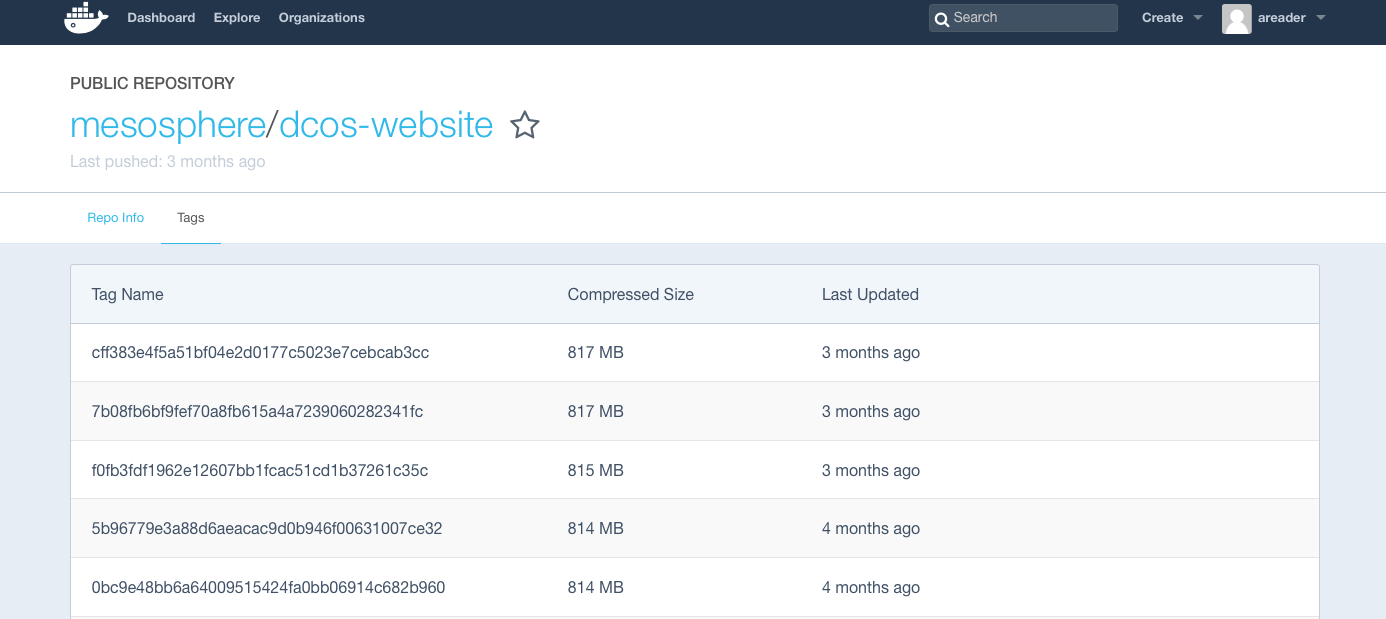 Dashboard Explore Organizations Search Create areader
PUBLIC REPOSITORY
mesosphere/dcos-website
Last pushed: 3 months ago
Repo Info Tags
Tag Name Compressed Size Last Updated
cff383e4f5a51bf04e2d0177c5023e7cebcab3cc 817 MB 3 months ago
7b08fb6bf9fef70a8fb615a4a7239060282341fc 817 MB 3 months ago
f0fb3fdf1962e12607bb1fcac51cd1b37261c35c 815 MB 3 months ago
5b96779e3a88d6aeacac9d0b946f00631007ce32 814 MB 4 months ago
0bc9e48bb6a64009515424fa0bb06914c682b960 814 MB 4 months ago